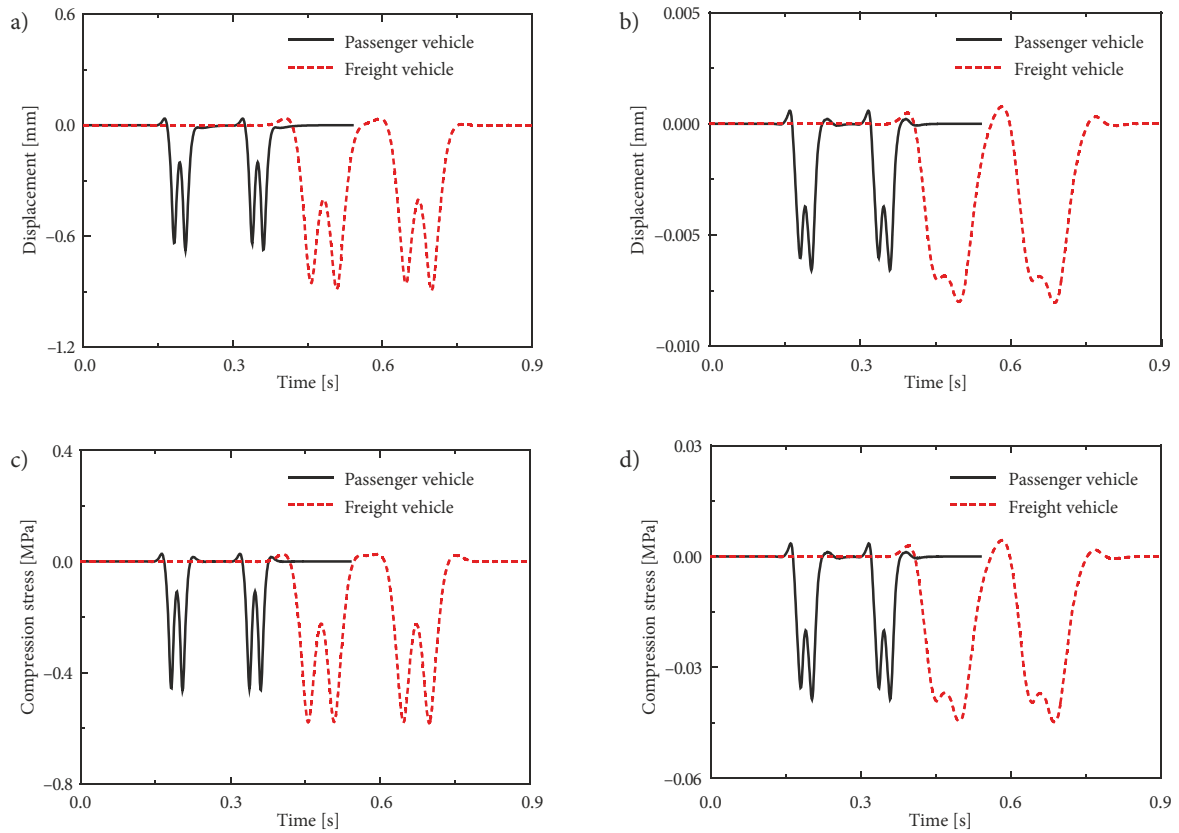 a)
0.6
Passenger vehicle
Freight vehicle
0.0
Displacement [mm]
–0.6
–1.2
0.0
0.3
0.6
0.9
Time [s]
b)
0.005
Passenger vehicle
Freight vehicle
0.000
Displacement [mm]
–0.005
–0.010
0.0
0.3
0.6
0.9
Time [s]
c)
0.4
Passenger vehicle
Freight vehicle
0.0
Compression stress [MPa]
–0.4
–0.8
0.0
0.3
0.6
0.9
Time [s]
d)
0.03
Passenger vehicle
Freight vehicle
0.00
Compression stress [MPa]
–0.03
–0.06
0.0
0.3
0.6
0.9
Time [s]